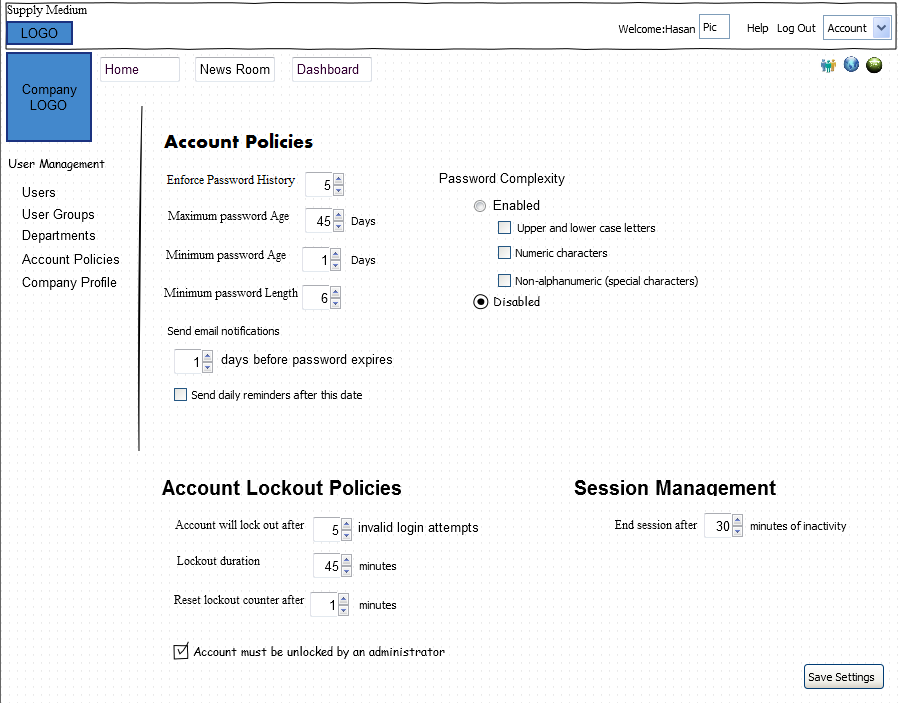 Supply Medium
LOGO
Welcome:Hasan Pic Help Log Out Account
Company
LOGO
Home News Room Dashboard
User Management
Users
User Groups
Departments
Account Policies
Company Profile
Account Policies
Enforce Password History 5
Maximum password Age 45 Days
Minimum password Age 1 Days
Minimum password Length 6
Send email notifications
1 days before password expires
Send daily reminders after this date
Password Complexity
Enabled
Upper and lower case letters
Numeric characters
Non-alphanumeric (special characters)
Disabled
Account Lockout Policies
Account will lock out after 5 invalid login attempts
Lockout duration 45 minutes
Reset lockout counter after 1 minutes
Account must be unlocked by an administrator
Session Management
End session after 30 minutes of inactivity
Save Settings